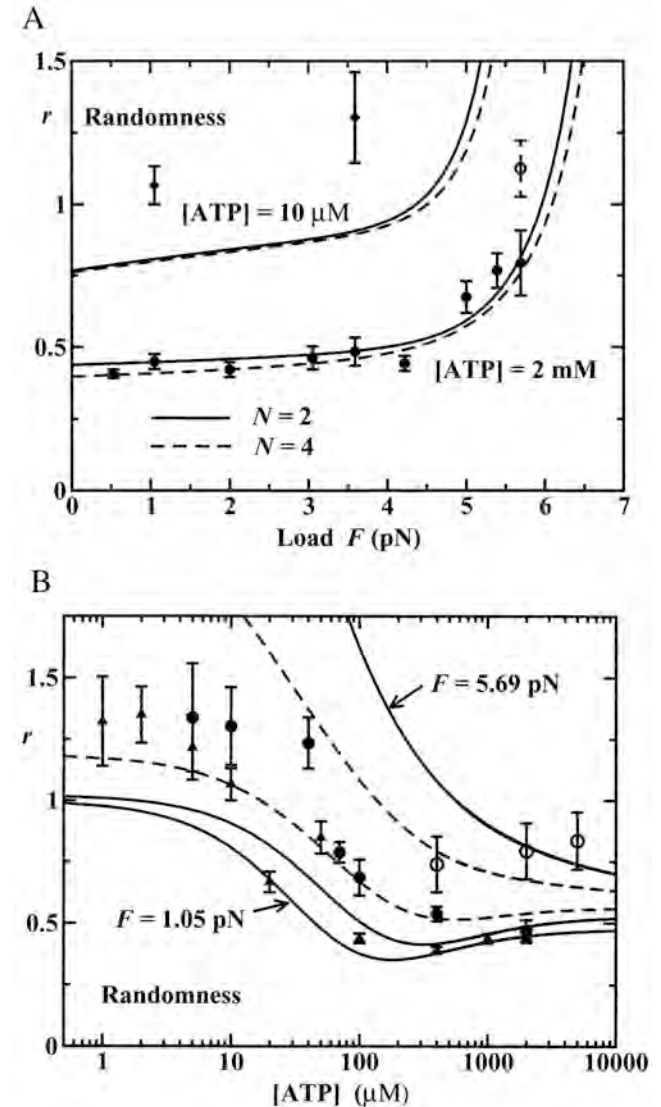 A
1.5
r
Randomness
1
[ATP] = 10 μM
0.5
[ATP] = 2 mM
N = 2
N = 4
0
0 1 2 3 4 5 6 7
Load F (pN)
B
1.5
F = 5.69 pN
r
1
0.5
F = 1.05 pN
Randomness
0
1 10 100 1000 10000
[ATP] (μM)